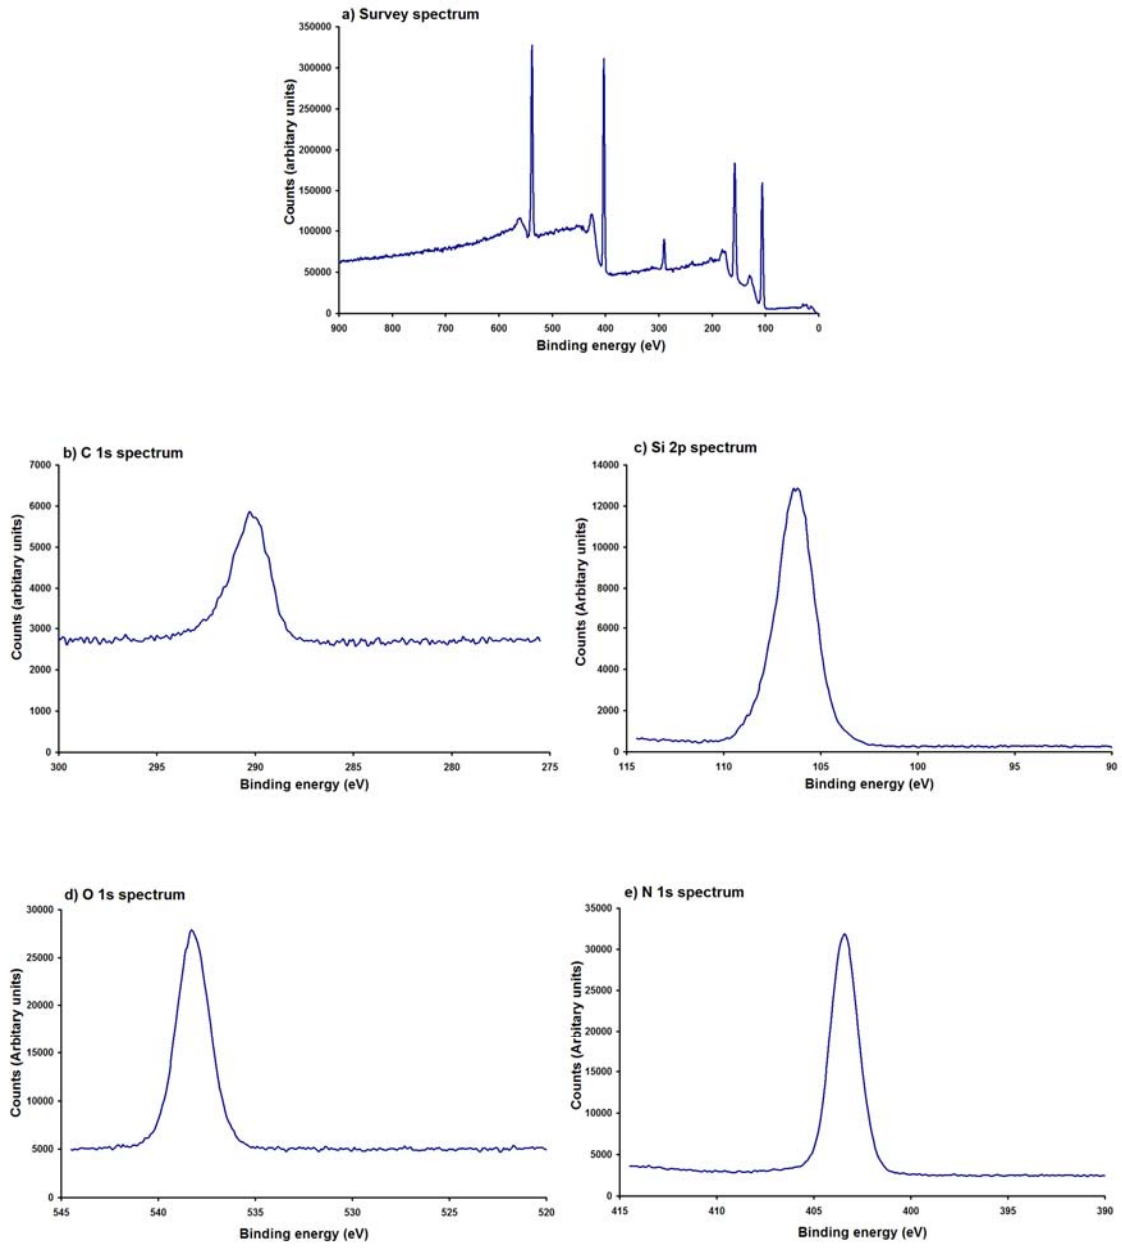 a) Survey spectrum
350000
300000
250000
200000
150000
100000
50000
0
Counts (arbitary units)
900 800 700 600 500 400 300 200 100 0
Binding energy (eV)
b) C 1s spectrum
7000
6000
5000
4000
3000
2000
1000
0
Counts (arbitary units)
300 295 290 285 280 275
Binding energy (eV)
c) Si 2p spectrum
14000
12000
10000
8000
6000
4000
2000
0
Counts (Arbitary units)
115 110 105 100 95 90
Binding energy (eV)
d) O 1s spectrum
30000
25000
20000
15000
10000
5000
0
Counts (Arbitary units)
545 540 535 530 525 520
Binding energy (eV)
e) N 1s spectrum
35000
30000
25000
20000
15000
10000
5000
0
Counts (Arbitary units)
415 410 405 400 395 390
Binding energy (eV)